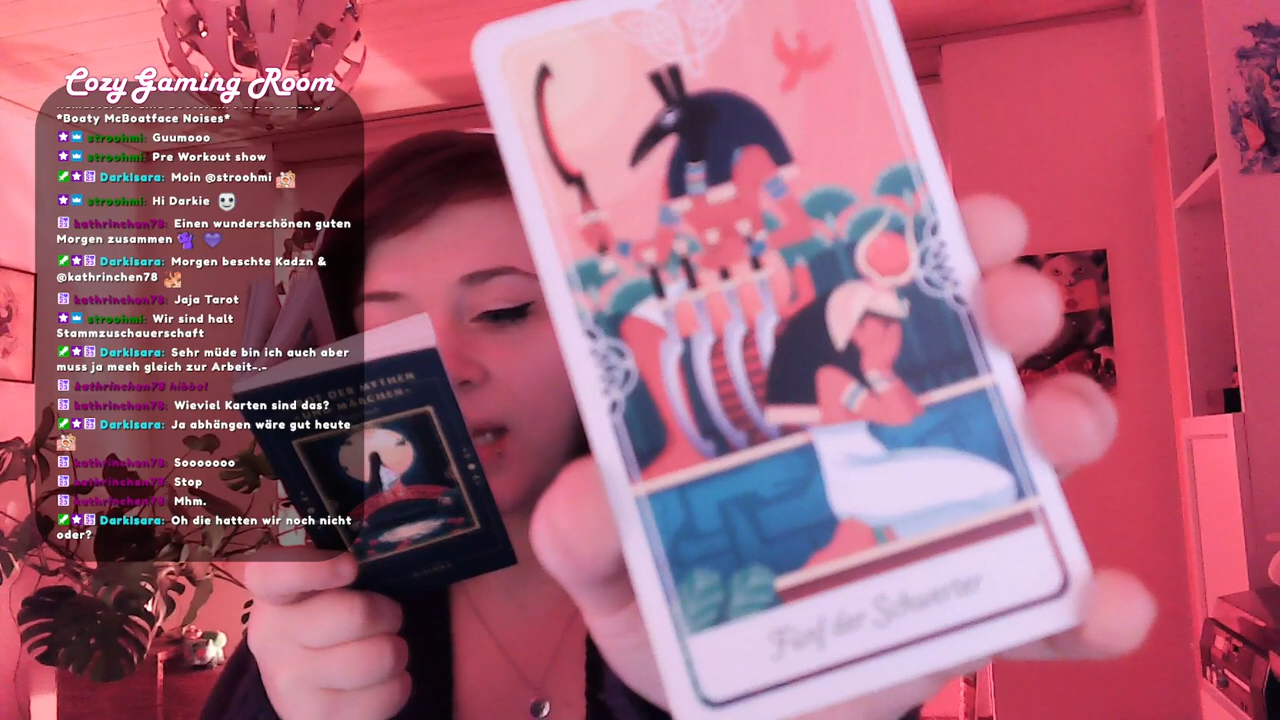 Cozy Gaming Room
*Boaty McBoatface Noises*
stroohmi: Guumooo
stroohmi: Pre Workout show
DarkIsara: Moin @stroohmi
stroohmi: Hi Darkie
kathrinchen78: Einen wunderschönen guten
Morgen zusammen
DarkIsara: Morgen beschte Kadzn &
@kathrinchen78
kathrinchen78: Jaja Tarot
stroohmi: Wir sind halt
Stammzuschauerschaft
DarkIsara: Sehr müde bin ich auch aber
muss ja meeh gleich zur Arbeit-.-
kathrinchen78 hibbel
kathrinchen78: Wieviel Karten sind das?
DarkIsara: Ja abhängen wäre gut heute
kathrinchen78: Sooooooo
kathrinchen78: Stop
kathrinchen78: Mhm.
DarkIsara: Oh die hatten wir noch nicht
oder?
DER MYTHEN
MÄRCHEN
Fünf der Schwerter